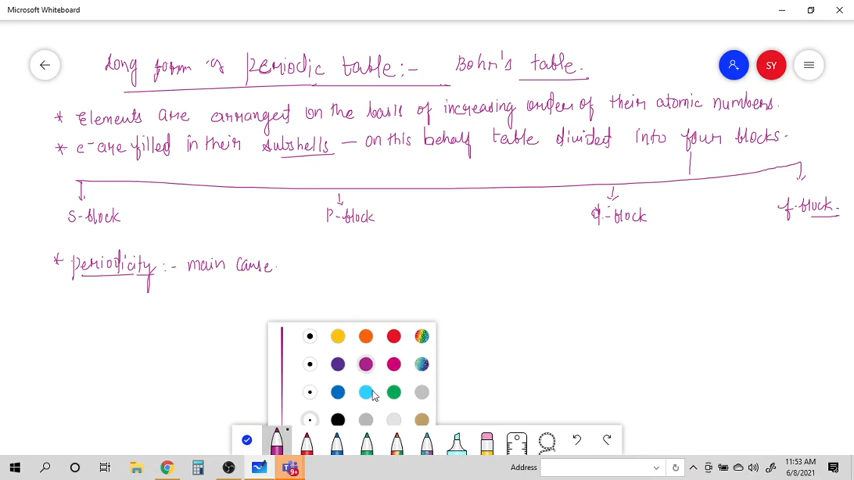 Microsoft Whiteboard
Long form of Periodic table:- Bohr's table.
SY
* Elements are arranged on the basis of increasing order of their atomic numbers.
* e- are filled in their subshells — on this behalf table divided into four blocks.
S-block P-block d-block f-block.
* periodicity:- main cause.
Address
11:53 AM
6/8/2021